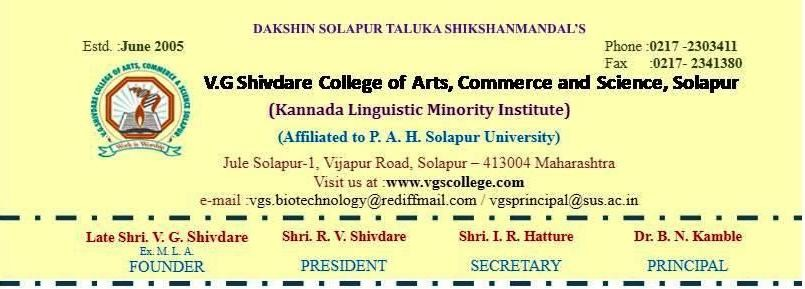 DAKSHIN SOLAPUR TALUKA SHIKSHANMANDAL'S
Estd. :June 2005
Phone :0217 -2303411
Fax :0217- 2341380
V.G Shivdare College of Arts, Commerce and Science, Solapur
(Kannada Linguistic Minority Institute)
(Affiliated to P. A. H. Solapur University)
Jule Solapur-1, Vijapur Road, Solapur – 413004 Maharashtra
Visit us at :www.vgscollege.com
e-mail :vgs.biotechnology@rediffmail.com / vgsprincipal@sus.ac.in
V.G.SHIVDARE COLLEGE OF ARTS, COMMERCE & SCIENCE SOLAPUR
Work is Worship
Late Shri. V. G. Shivdare Shri. R. V. Shivdare Shri. I. R. Hatture Dr. B. N. Kamble
Ex. M. L. A.
FOUNDER PRESIDENT SECRETARY PRINCIPAL